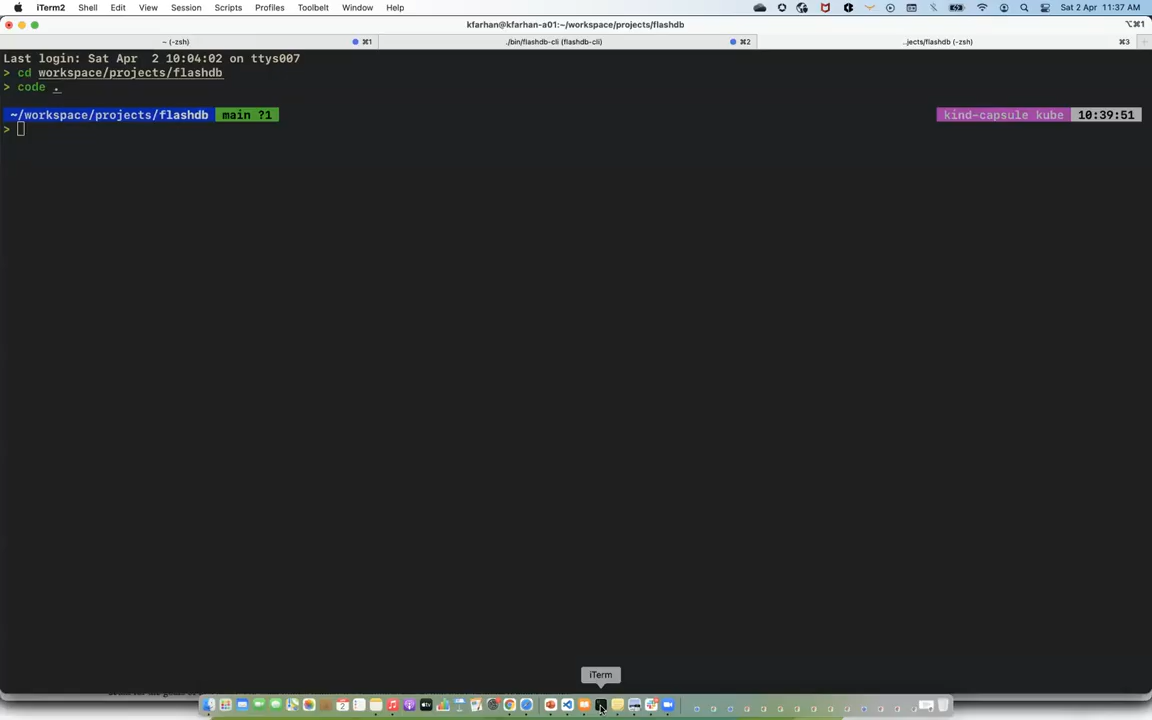 iTerm2 Shell Edit View Session Scripts Profiles Toolbelt Window Help Sat 2 Apr 11:37 AM
kfarhan@kfarhan-a01:~/workspace/projects/flashdb ⌥⌘1
~ (-zsh) ⌘1 ./bin/flashdb-cli (flashdb-cli) ⌘2 ..jects/flashdb (-zsh) ⌘3
Last login: Sat Apr  2 10:04:02 on ttys007
> cd workspace/projects/flashdb
> code .
~/workspace/projects/flashdb main ?1 kind-capsule kube 10:39:51
>
iTerm